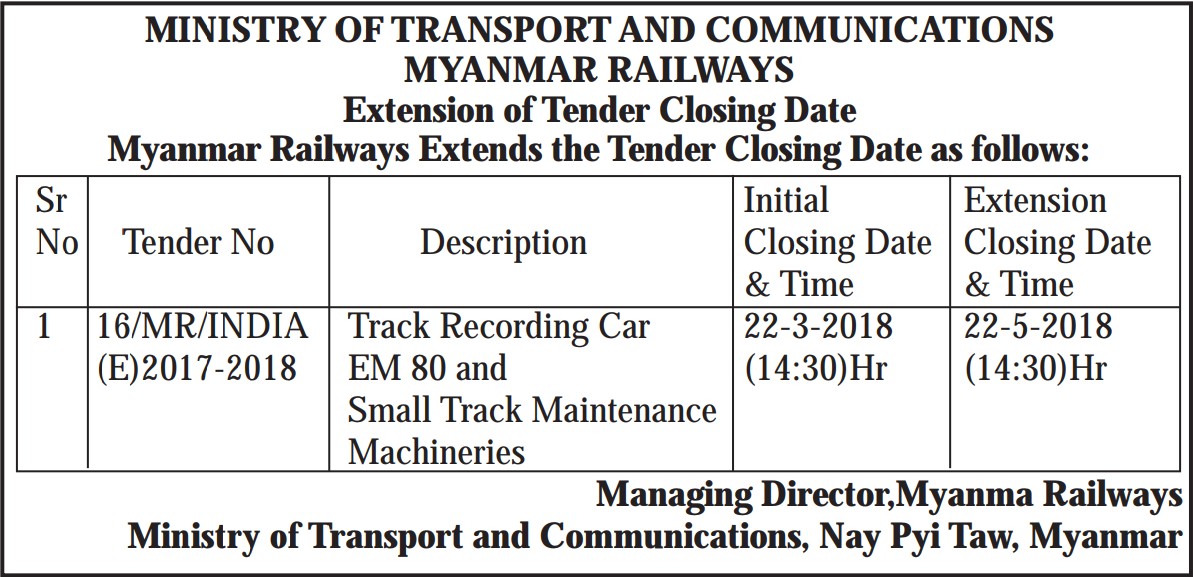 MINISTRY OF TRANSPORT AND COMMUNICATIONS
MYANMAR RAILWAYS
Extension of Tender Closing Date
Myanmar Railways Extends the Tender Closing Date as follows:
Sr No
Tender No
Description
Initial Closing Date & Time
Extension Closing Date & Time
1
16/MR/INDIA
(E)2017-2018
Track Recording Car
EM 80 and
Small Track Maintenance
Machineries
22-3-2018
(14:30)Hr
22-5-2018
(14:30)Hr
Managing Director,Myanma Railways
Ministry of Transport and Communications, Nay Pyi Taw, Myanmar